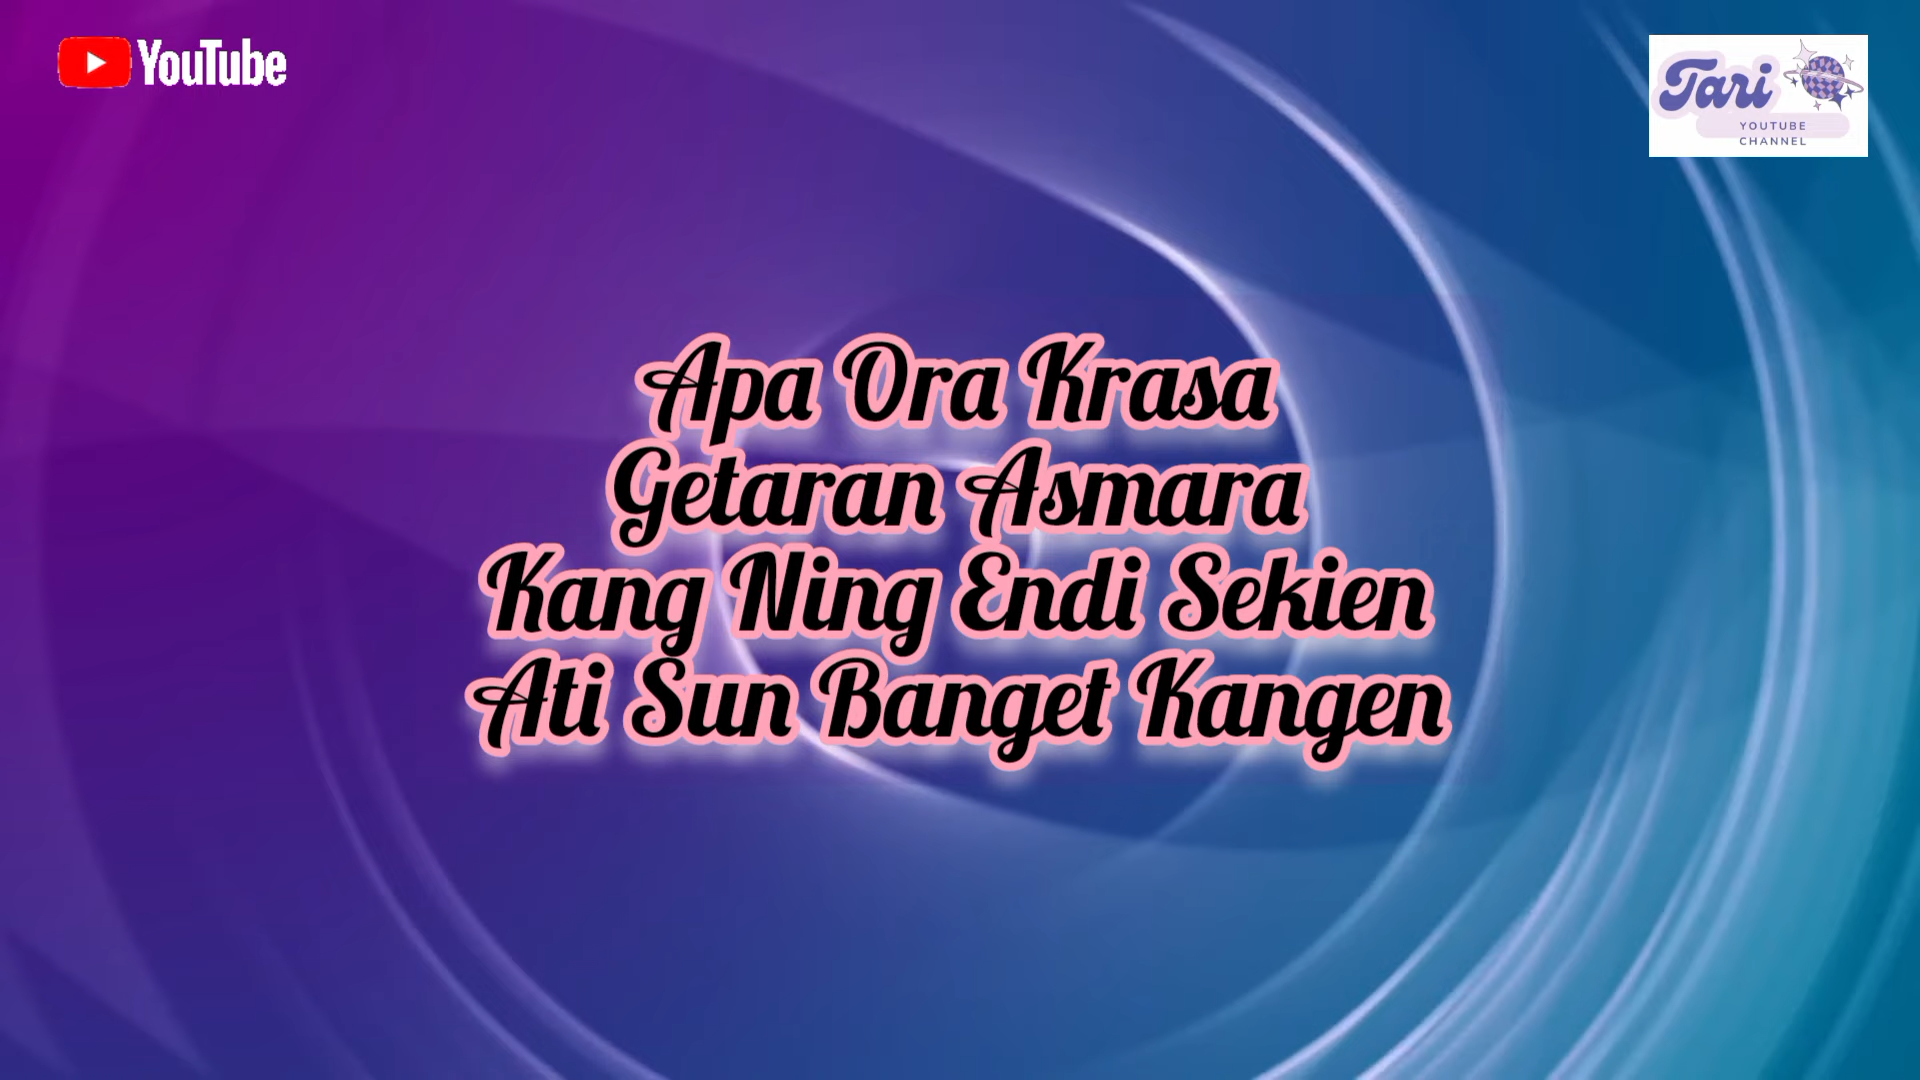 YouTube
Tari
YOUTUBE
CHANNEL
Apa Ora Krasa
Getaran Asmara
Kang Ning Endi Sekien
Ati Sun Banget Kangen